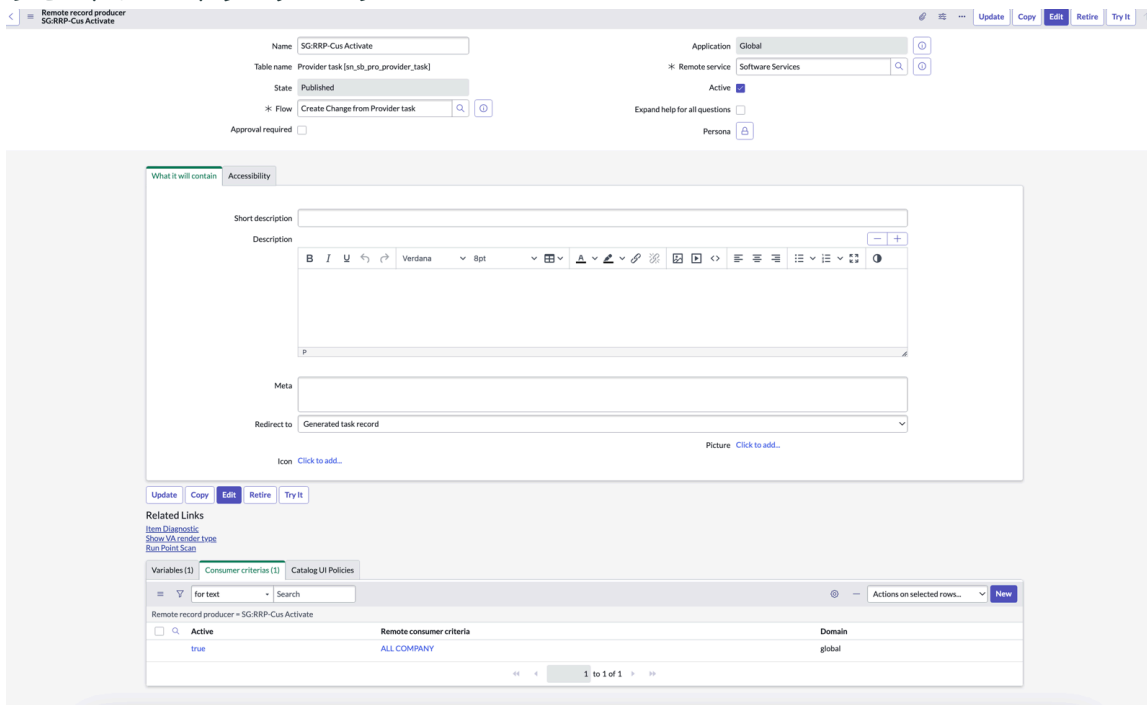 Remote record producer
SG:RRP-Cus Activate
Update Copy Edit Retire Try It
Name SG:RRP-Cus Activate
Application Global
Table name Provider task [sn_sb_pro_provider_task]
Remote service Software Services
State Published
Active
Flow Create Change from Provider task
Expand help for all questions
Approval required
Persona
What it will contain Accessibility
Short description
Description
B I U Verdana 8pt A
P
Meta
Redirect to Generated task record
Picture Click to add...
Icon Click to add...
Update Copy Edit Retire Try It
Related Links
Item Diagnostic
Show VA render type
Run Point Scan
Variables (1) Consumer criterias (1) Catalog UI Policies
for text Search Actions on selected rows... New
Remote record producer = SG:RRP-Cus Activate
Active Remote consumer criteria Domain
true ALL COMPANY global
1 to 1 of 1